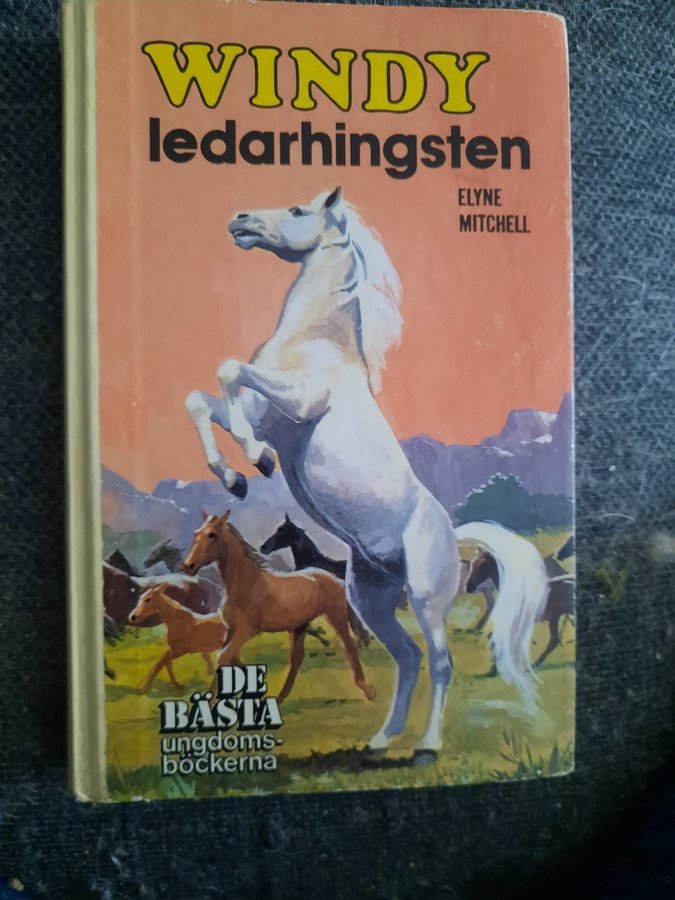 WINDY
ledarhingsten
ELYNE
MITCHELL
DE
BÄSTA
ungdoms-
böckerna